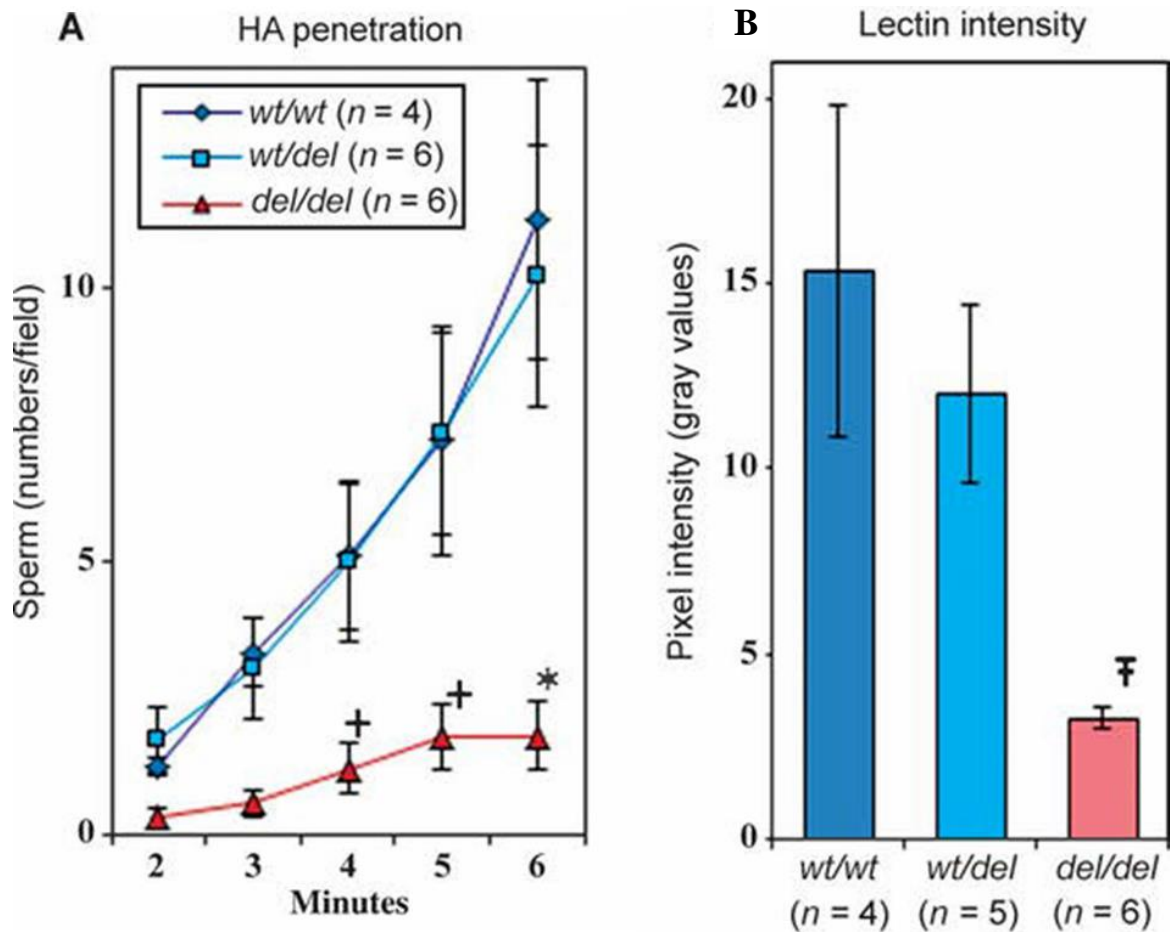 A
HA penetration
wt/wt (n = 4)
wt/del (n = 6)
del/del (n = 6)
Sperm (numbers/field)
10
5
0
+
+
*
2 3 4 5 6
Minutes
B
Lectin intensity
Pixel intensity (gray values)
20
15
10
5
0
wt/wt wt/del del/del
(n = 4) (n = 5) (n = 6)